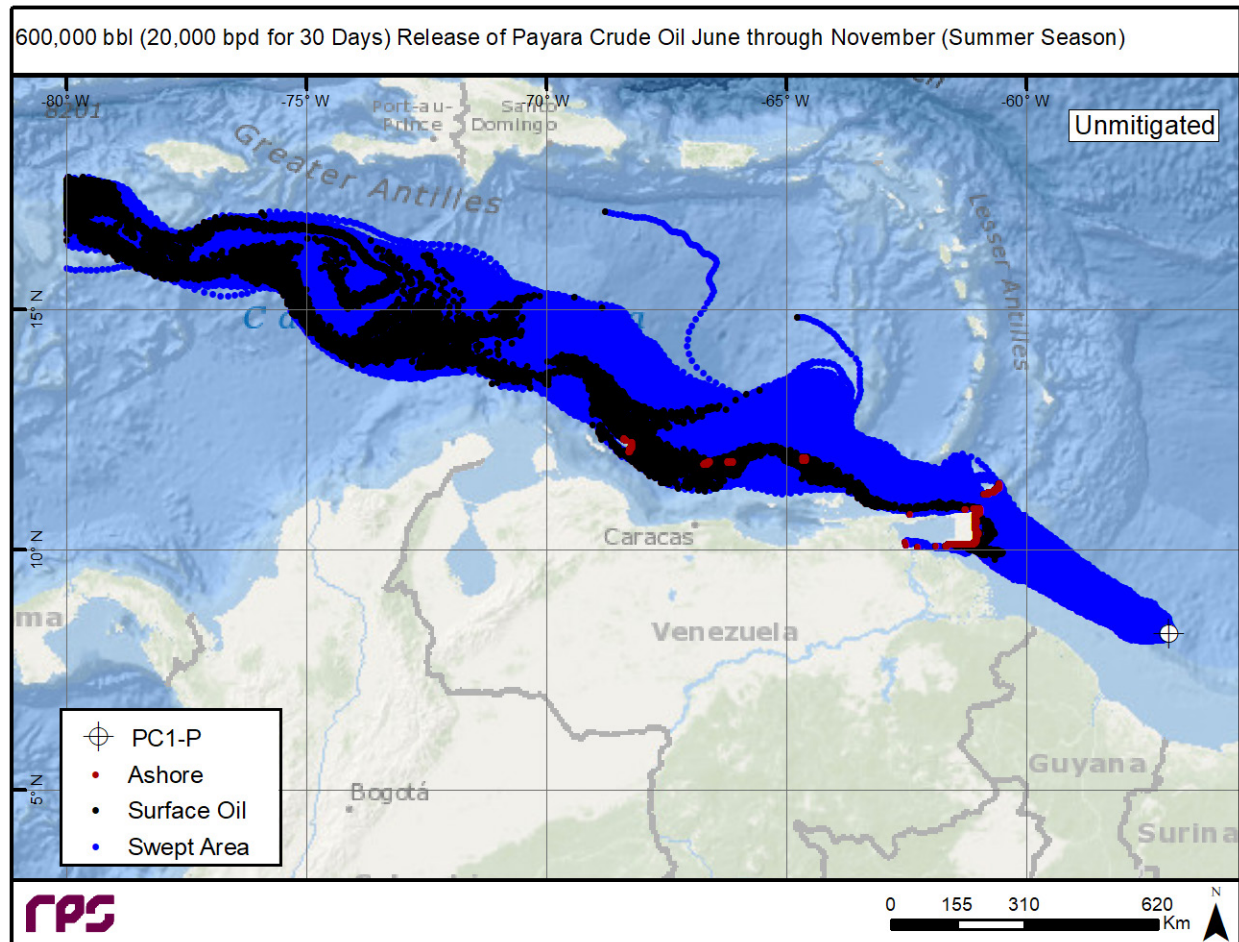 600,000 bbl (20,000 bpd for 30 Days) Release of Payara Crude Oil June through November (Summer Season)
-80° W
-75° W
-70° W
-65° W
-60° W
8201
Port-au-
Prince
Santo
Domingo
Unmitigated
Greater Antilles
Lesser Antilles
15° N
C a
a
10° N
Caracas
ma
Venezuela
PC1-P
Ashore
Surface Oil
Swept Area
Bogotá
5° N
Guyana
Surina
rps
0 155 310 620
Km
N